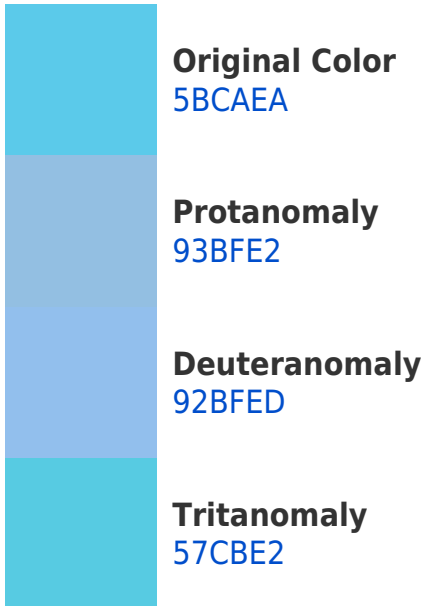 Original Color
5BCAEA
Protanomaly
93BFE2
Deuteranomaly
92BFED
Tritanomaly
57CBE2